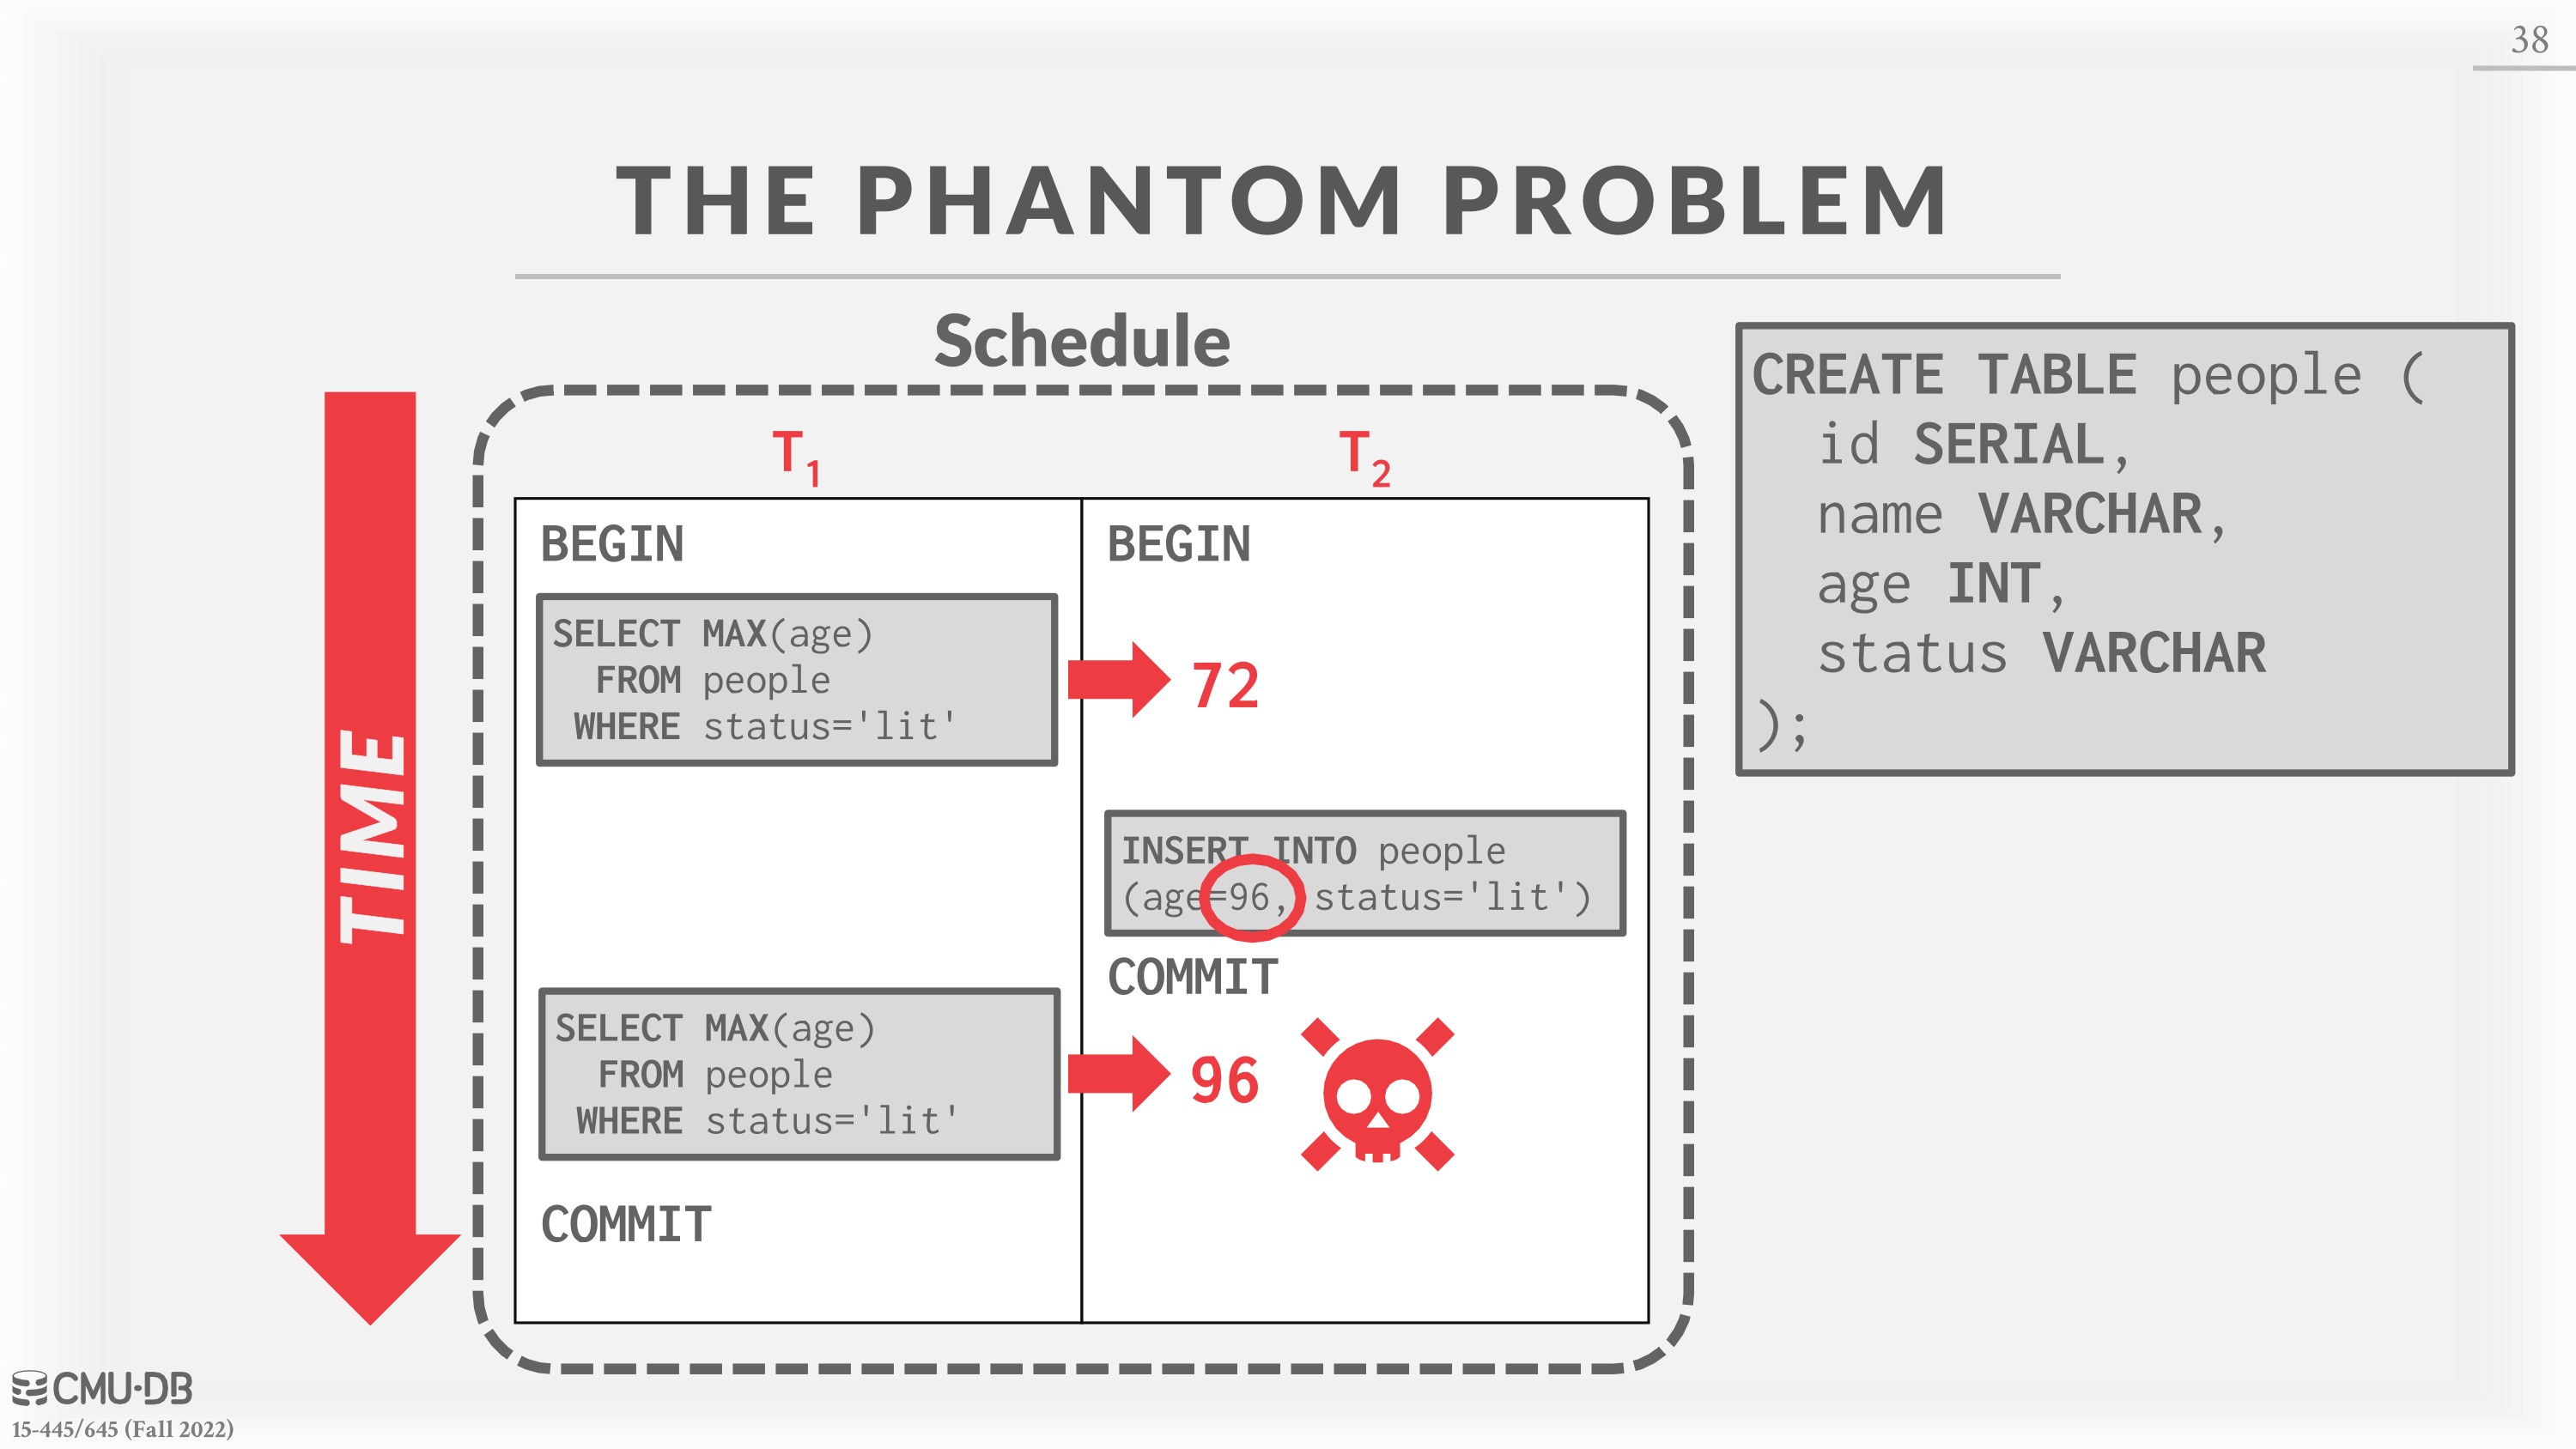 38
THE PHANTOM PROBLEM
Schedule
TIME
T1
T2
BEGIN
SELECT MAX(age)
FROM people
WHERE status='lit'
72
SELECT MAX(age)
FROM people
WHERE status='lit'
96
COMMIT
BEGIN
INSERT INTO people
(age=96, status='lit')
COMMIT
CREATE TABLE people (
id SERIAL,
name VARCHAR,
age INT,
status VARCHAR
);
CMU·DB
15-445/645 (Fall 2022)